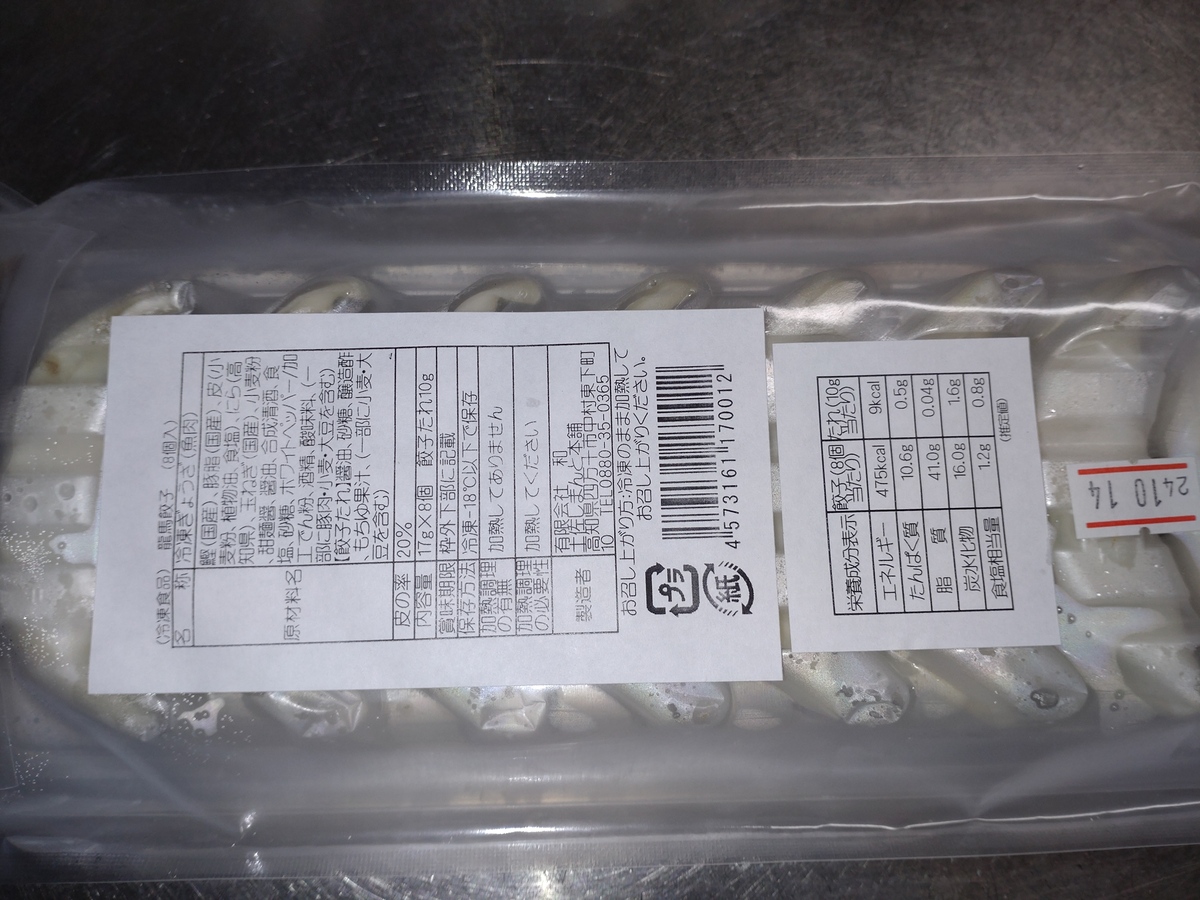 (冷凍食品) 龍馬餃子 (8個入)
名 称 冷凍ぎょうざ(魚肉)
原材料名 鰹(国産)、豚脂(国産)、皮(小
麦粉、植物油、食塩)、にら(高
知県)、玉ねぎ(国産)、小麦粉
、甜麺醤、醤油、合成清酒、食
塩、砂糖、ホワイトペッパー/加
工でん粉、酒精、酸味料、(一
部に豚肉・小麦・大豆を含む)
【餃子たれ】醤油、砂糖、醸造酢
、もちゆ果汁、(一部に小麦・大
豆を含む)
皮の率 20%
内容量 17g×8個 餃子たれ10g
賞味期限 枠外下部に記載
保存方法 冷凍-18℃以下で保存
加熱調理の有無 加熱してありません
加熱調理の必要性 加熱してください
製造者 有限会社 和
土佐しまんと本舗
高知県四万十市中村東下町
10 TEL0880-35-0365
お召し上がり方:冷凍のまま加熱して
お召し上がりください。
プラ
紙
4 573161 170012
栄養成分表示 餃子(8個当たり) たれ(10g当たり)
エネルギー 475kcal 9kcal
たんぱく質 10.6g 0.5g
脂 質 41.0g 0.04g
炭水化物 16.0g 1.6g
食塩相当量 1.2g 0.8g
(推定値)
2410 14